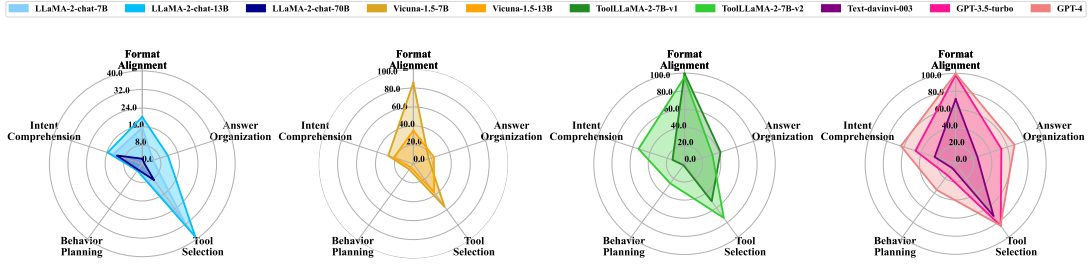 LLaMA-2-chat-7B LLaMA-2-chat-13B LLaMA-2-chat-70B Vicuna-1.5-7B Vicuna-1.5-13B ToolLLaMA-2-7B-v1 ToolLLaMA-2-7B-v2 Text-davinvi-003 GPT-3.5-turbo GPT-4
Format
Alignment
40.0
32.0
24.0
16.0
8.0
0.0
Intent
Comprehension
Answer
Organization
Behavior
Planning
Tool
Selection
Format
Alignment
100.0
80.0
60.0
40.0
20.0
0.0
Intent
Comprehension
Answer
Organization
Behavior
Planning
Tool
Selection
Format
Alignment
100.0
80.0
60.0
40.0
20.0
0.0
Intent
Comprehension
Answer
Organization
Behavior
Planning
Tool
Selection
Format
Alignment
100.0
80.0
60.0
40.0
20.0
0.0
Intent
Comprehension
Answer
Organization
Behavior
Planning
Tool
Selection